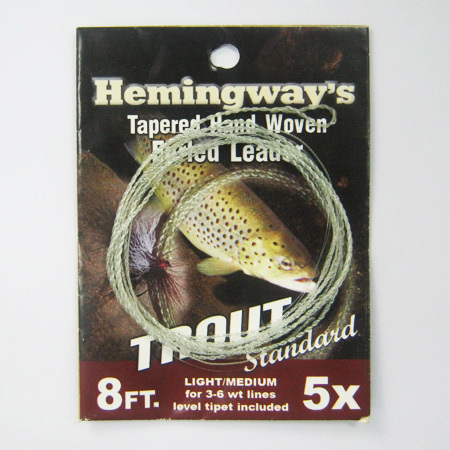 Hemingway's
Tapered Hand Woven
Furled Leader
TROUT
Standard
8FT.
LIGHT/MEDIUM
for 3-6 wt lines
level tipet included
5X